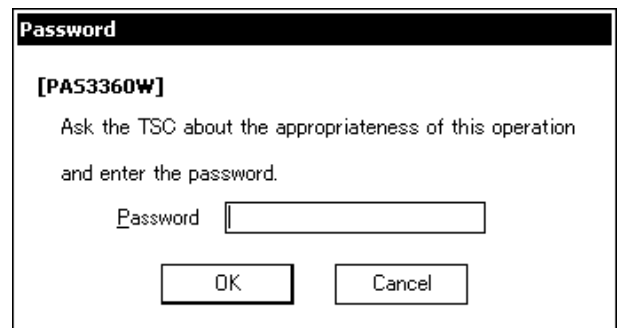 Password
[PAS3360W]
Ask the TSC about the appropriateness of this operation
and enter the password.
Password
OK Cancel